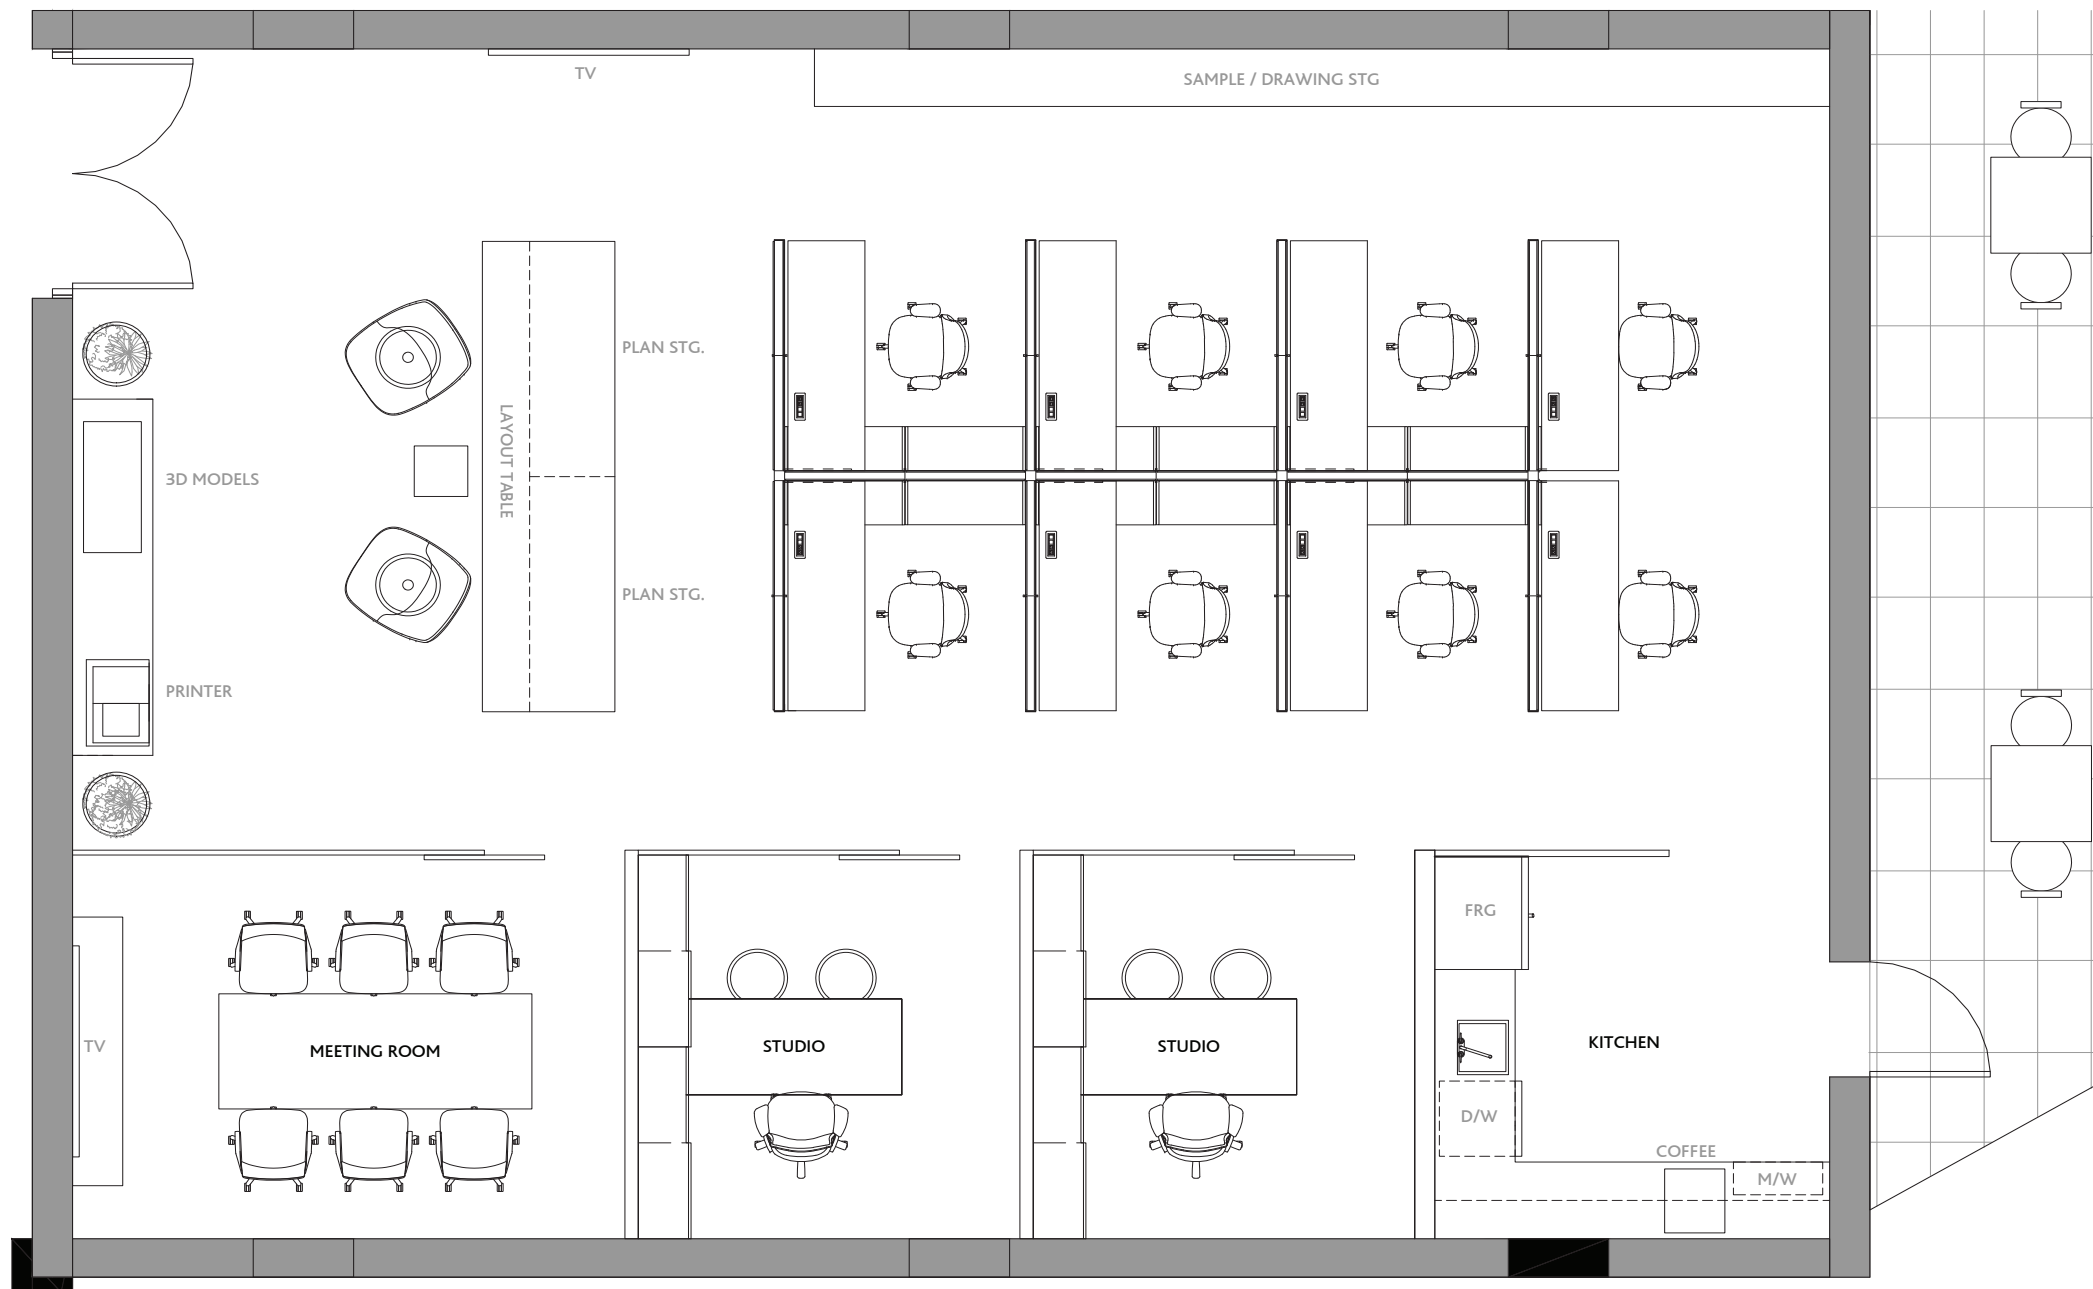 TV
SAMPLE / DRAWING STG
PLAN STG.
LAYOUT TABLE
3D MODELS
PLAN STG.
PRINTER
FRG
TV
MEETING ROOM
STUDIO
STUDIO
KITCHEN
D/W
COFFEE
M/W